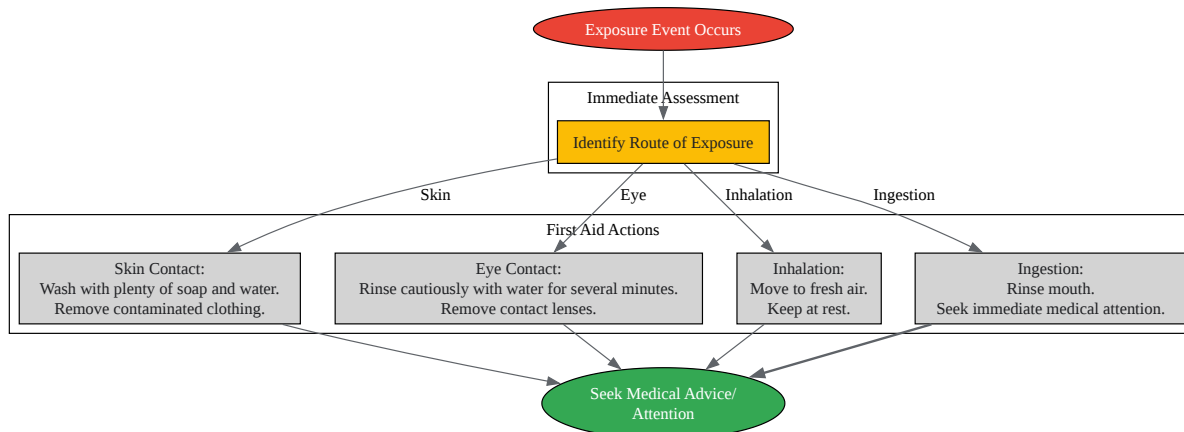 Exposure Event Occurs
Immediate Assessment
Identify Route of Exposure
Skin
Eye
Inhalation
Ingestion
First Aid Actions
Skin Contact:
Wash with plenty of soap and water.
Remove contaminated clothing.
Eye Contact:
Rinse cautiously with water for several minutes.
Remove contact lenses.
Inhalation:
Move to fresh air.
Keep at rest.
Ingestion:
Rinse mouth.
Seek immediate medical attention.
Seek Medical Advice/
Attention